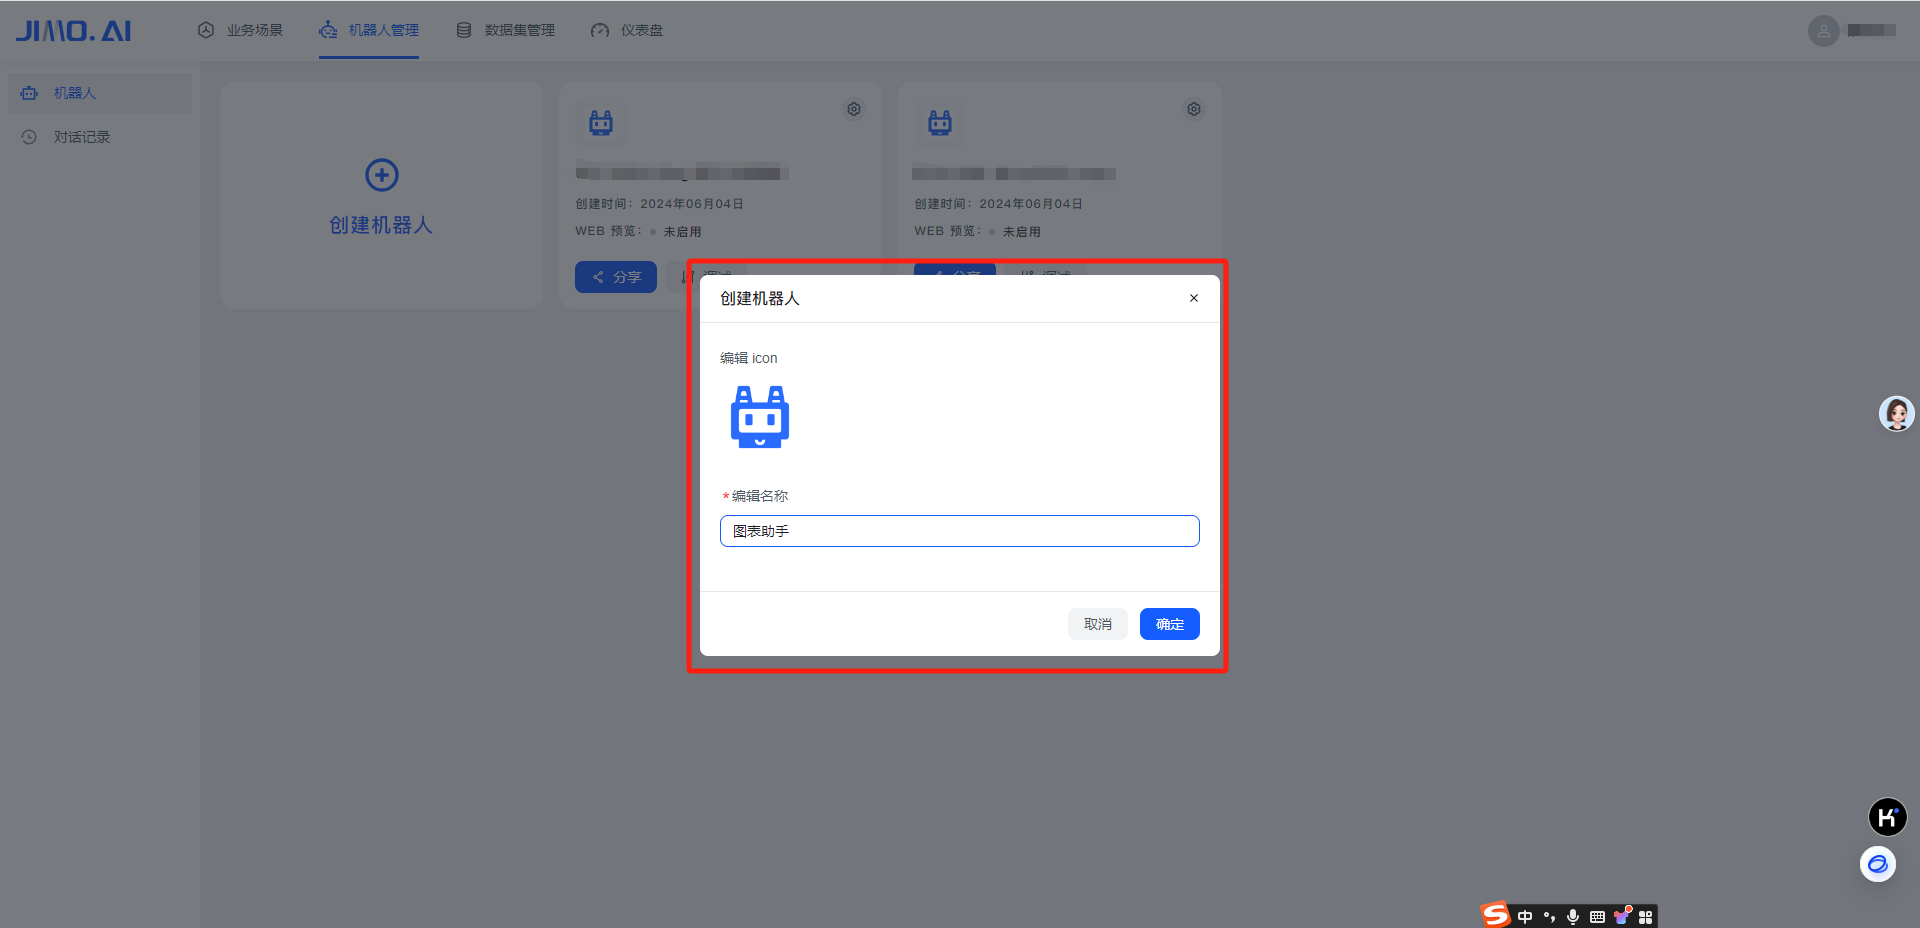 JIMO.AI
业务场景
机器人管理
数据集管理
仪表盘
机器人
对话记录
创建机器人
创建时间：2024年06月04日
WEB 预览：
未启用
分享
调试
创建时间：2024年06月04日
WEB 预览：
未启用
分享
调试
创建机器人
编辑 icon
*编辑名称
图表助手
取消
确定
K
S
中